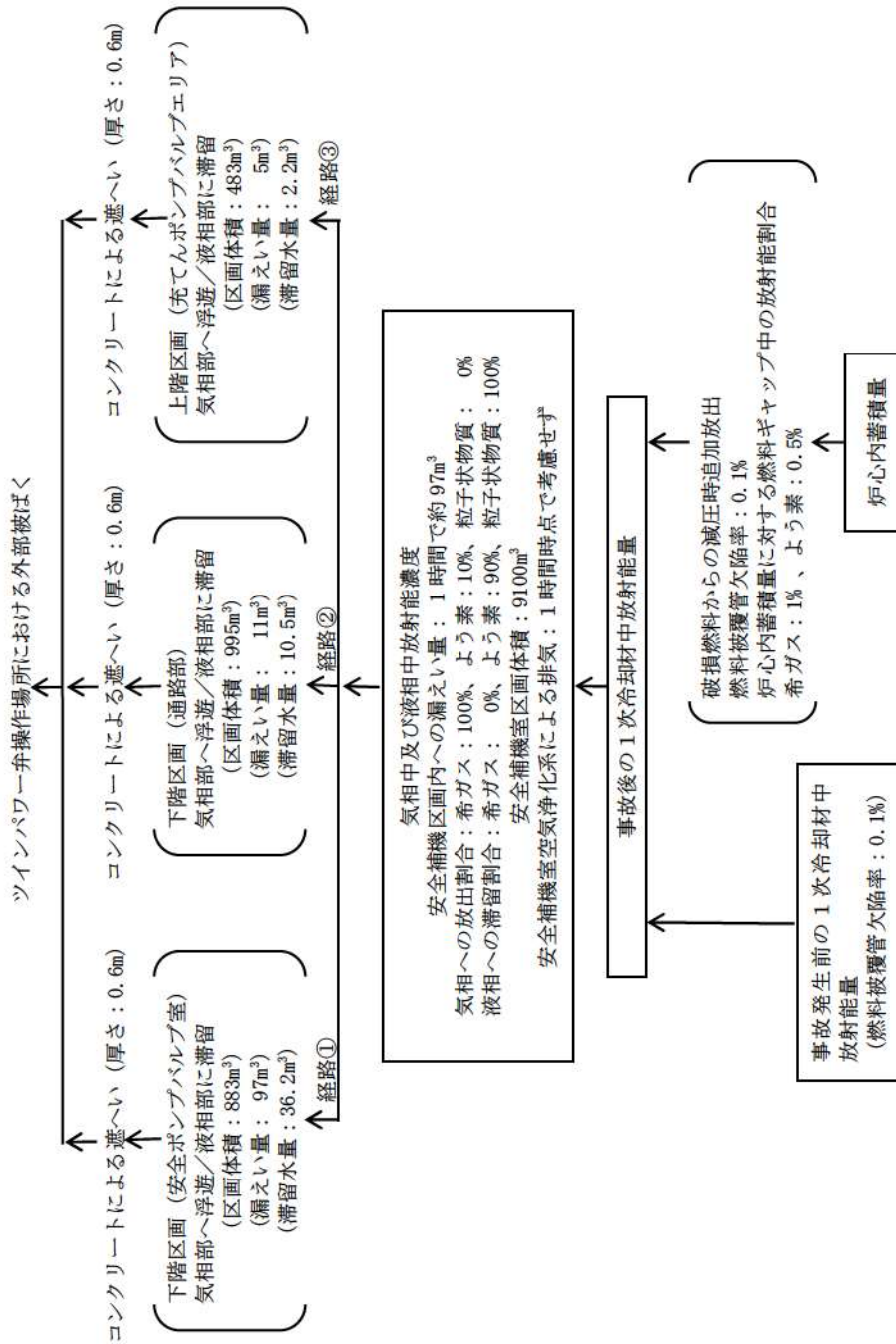 ツインパワー弁操作場所における外部被ばく
コンクリートによる遮へい (厚さ：0.6m)
下階区画 (安全ポンプバルブ室)
気相部へ浮遊／液相部に滞留
(区画体積：883m³)
(漏えい量： 97m³)
(滞留水量：36.2m³)
経路①
コンクリートによる遮へい (厚さ：0.6m)
下階区画 (通路部)
気相部へ浮遊／液相部に滞留
(区画体積：995m³)
(漏えい量： 11m³)
(滞留水量：10.5m³)
経路②
コンクリートによる遮へい (厚さ：0.6m)
上階区画 (充てんポンプバルブエリア)
気相部へ浮遊／液相部に滞留
(区画体積：483m³)
(漏えい量： 5m³)
(滞留水量：2.2m³)
経路③
気相中及び液相中放射能濃度
安全補機区画内への漏えい量：1時間で約97m³
気相への放出割合：希ガス：100%、よう素：10%、粒子状物質： 0%
液相への滞留割合：希ガス： 0%、よう素：90%、粒子状物質：100%
安全補機室区画体積：9100m³
安全補機室空気浄化系による排気：1時間時点で考慮せず
事故後の1次冷却材中放射能量
事故発生前の1次冷却材中
放射能量
(燃料被覆管欠陥率：0.1%)
破損燃料からの減圧時追加放出
燃料被覆管欠陥率：0.1%
炉心内蓄積量に対する燃料ギャップ中の放射能割合
希ガス：1%、よう素：0.5%
炉心内蓄積量